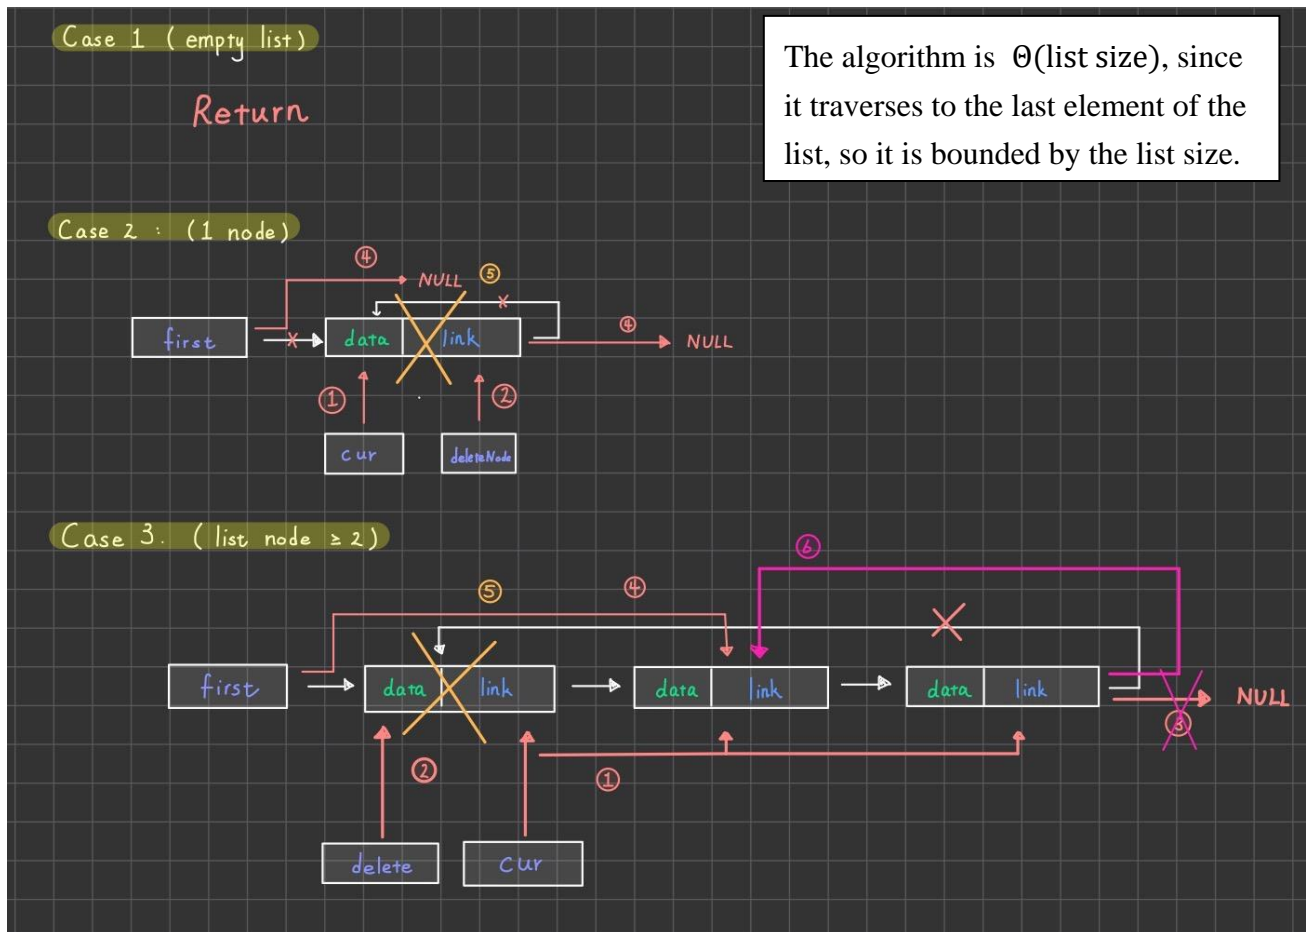 Case 1 ( empty list )
The algorithm is Θ(list size), since
it traverses to the last element of the
list, so it is bounded by the list size.
Return
Case 2 : (1 node)
④
NULL
⑤
first
data
link
④
NULL
①
②
cur
deleteNode
Case 3. ( list node ≥ 2)
⑥
⑤
④
first
data
link
data
link
data
link
NULL
③
②
①
delete
cur